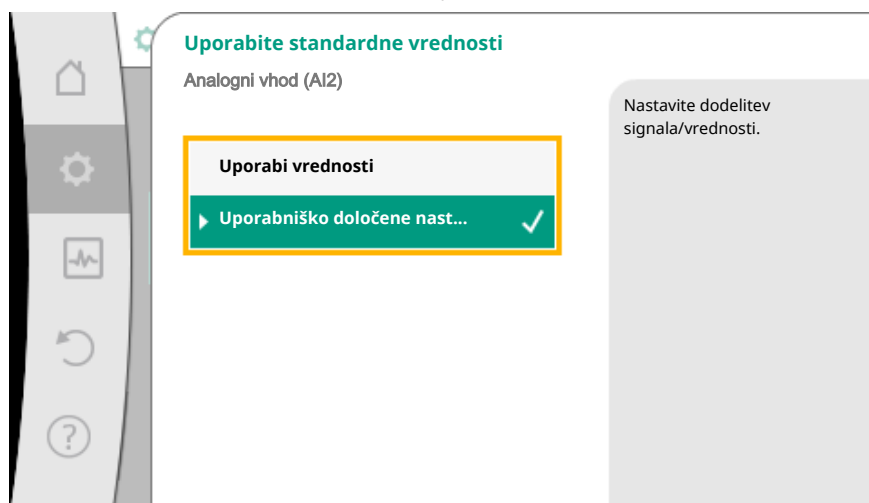 Uporabite standardne vrednosti
Analogni vhod (AI2)
Nastavite dodelitev
signala/vrednosti.
Uporabi vrednosti
Uporabniško določene nast...
?